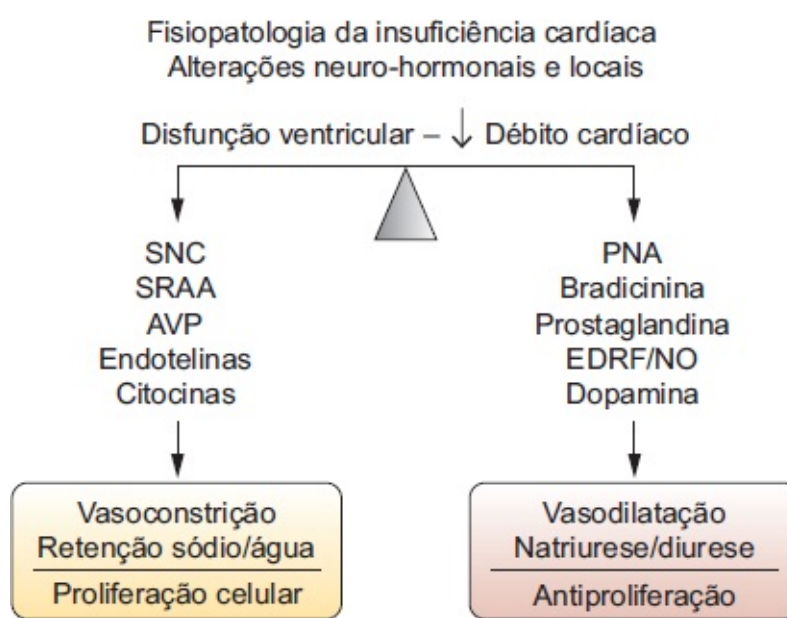 Fisiopatologia da insuficiência cardíaca
Alterações neuro-hormonais e locais
Disfunção ventricular – ↓ Débito cardíaco
SNC
SRAA
AVP
Endotelinas
Citocinas
PNA
Bradicinina
Prostaglandina
EDRF/NO
Dopamina
Vasoconstrição
Retenção sódio/água
Proliferação celular
Vasodilatação
Natriurese/diurese
Antiproliferação